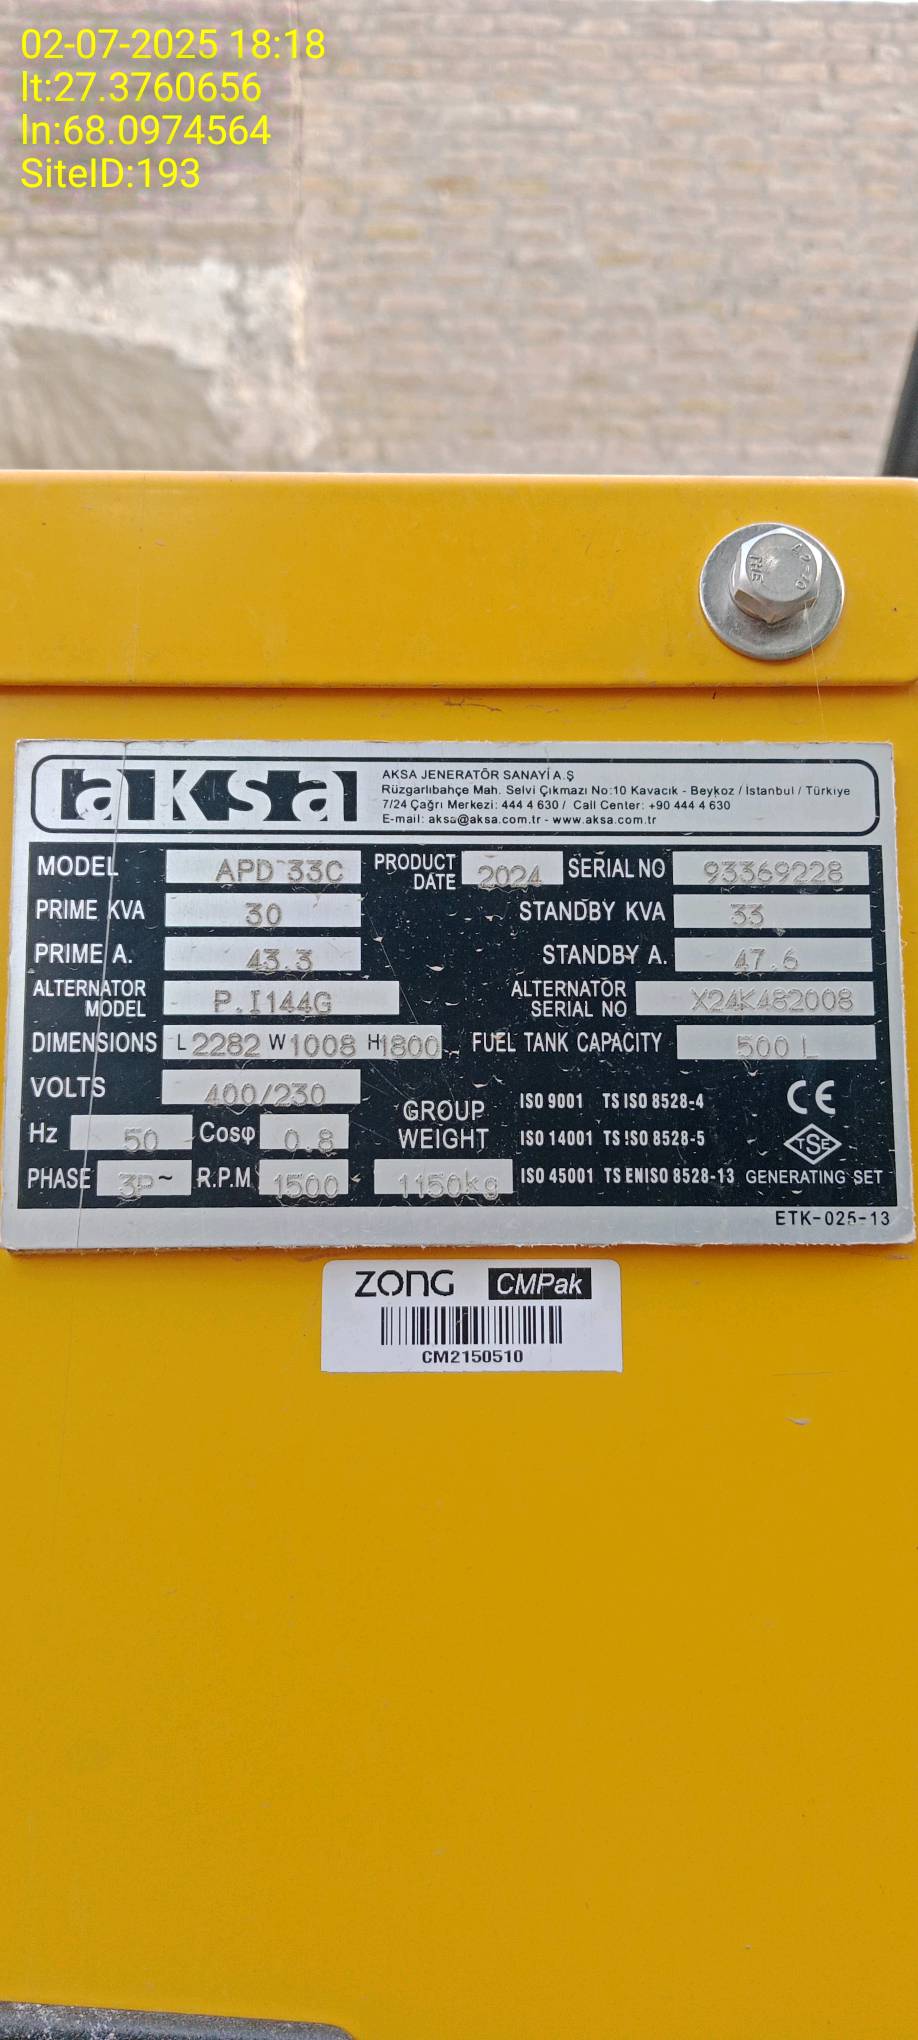 02-07-2025 18:18
lt:27.3760656
ln:68.0974564
SiteID:193
aksa
AKSA JENERATÖR SANAYİ A.Ş
Rüzgarlıbahçe Mah. Selvi Çıkmazı No:10 Kavacık - Beykoz / İstanbul / Türkiye
7/24 Çağrı Merkezi: 444 4 630 / Call Center: +90 444 4 630
E-mail: aksa@aksa.com.tr - www.aksa.com.tr
MODEL APD 33C PRODUCT DATE 2024 SERIAL NO 93369228
PRIME KVA 30 STANDBY KVA 33
PRIME A. 43.3 STANDBY A. 47.6
ALTERNATOR MODEL P.I144G ALTERNATOR SERIAL NO X24K482008
DIMENSIONS L 2282 W 1008 H 1800 FUEL TANK CAPACITY 500 L
VOLTS 400/230
Hz 50 Cosφ 0.8 GROUP WEIGHT
PHASE 3P~ R.P.M 1500 1150kg
ISO 9001 TS ISO 8528-4 CE
ISO 14001 TS ISO 8528-5 TSE
ISO 45001 TS EN ISO 8528-13 GENERATING SET
ETK-025-13
ZONG CMPak
CM2150510